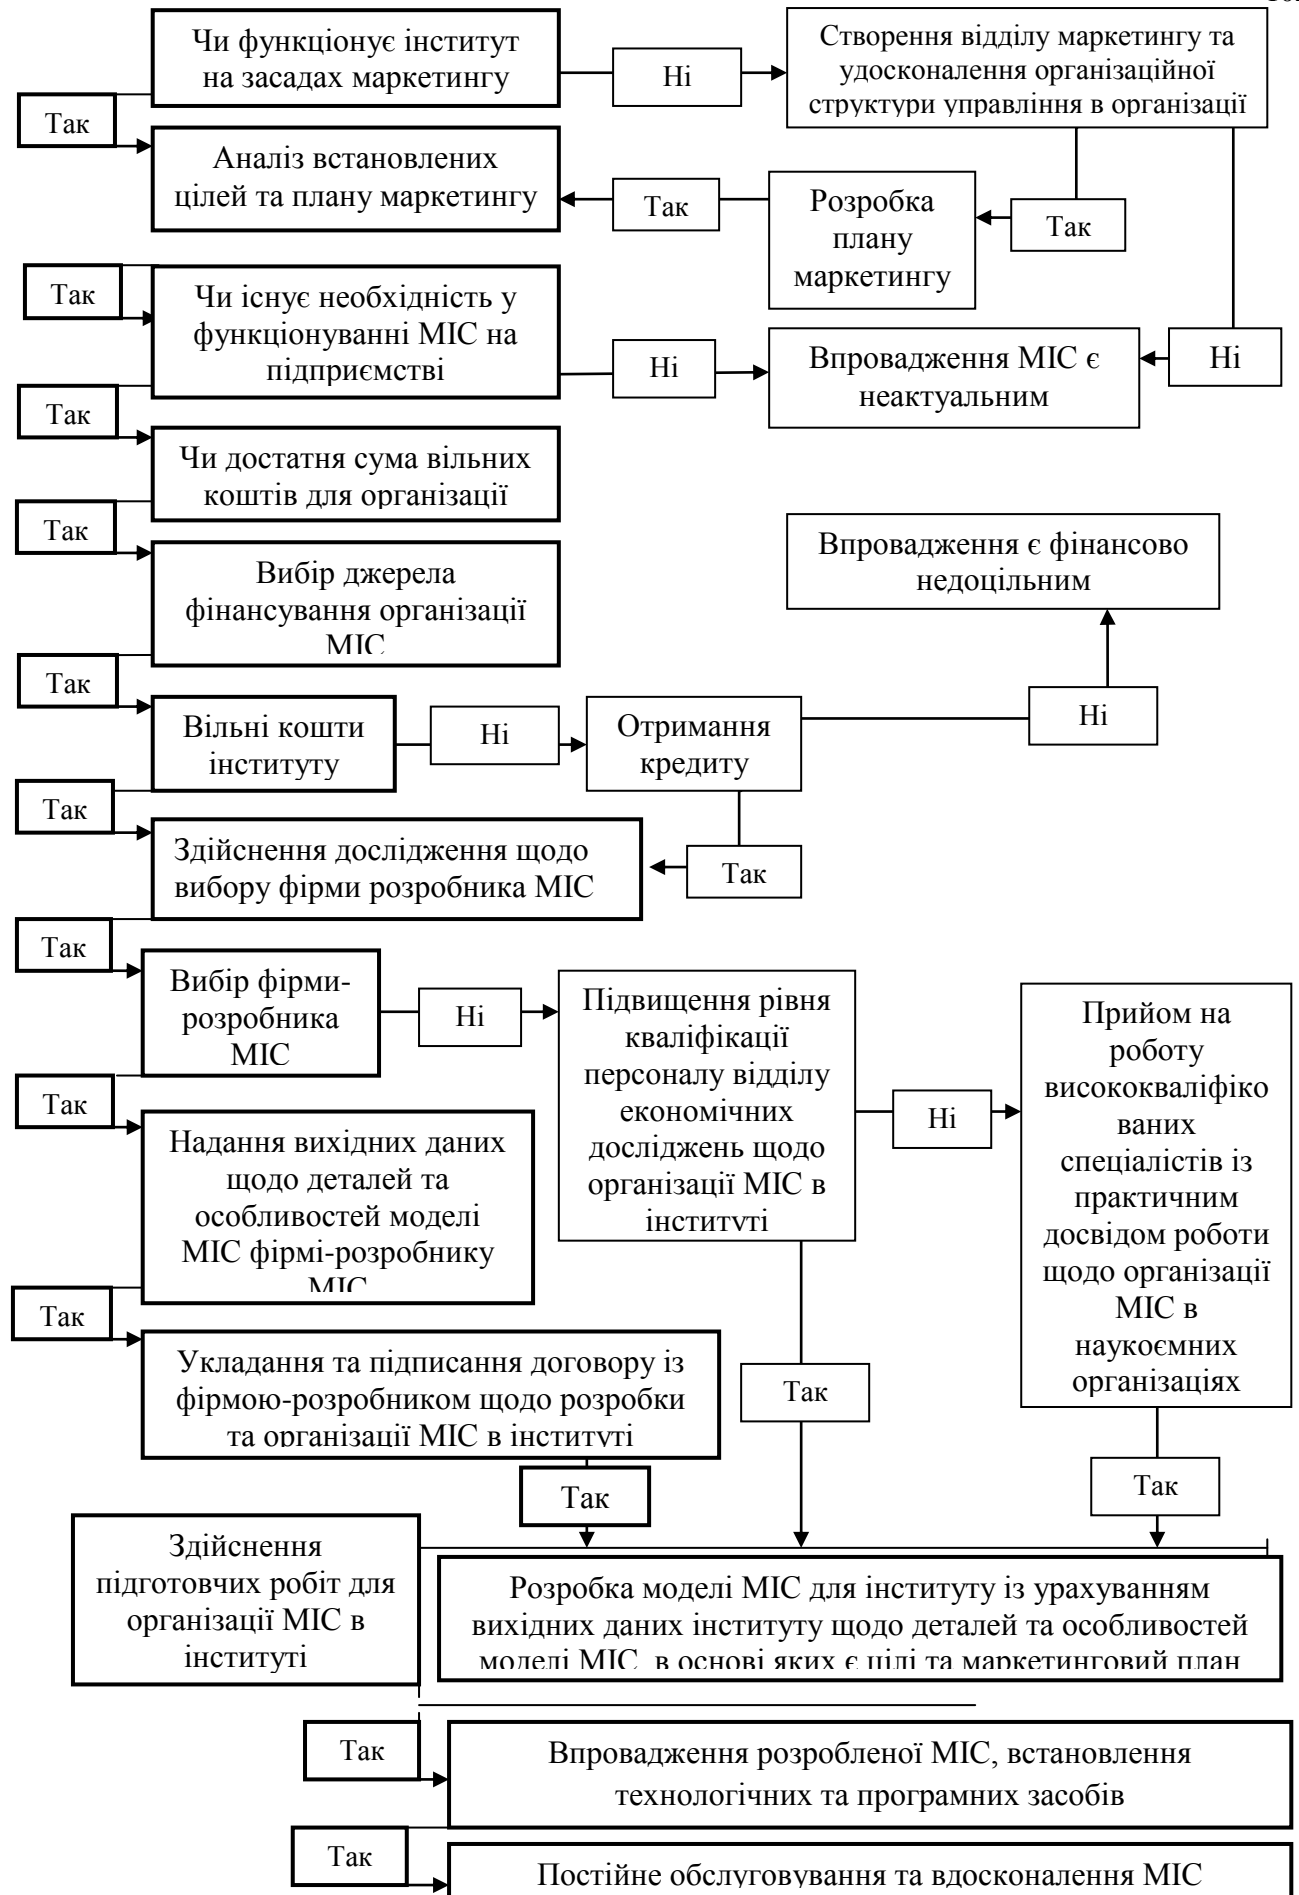 Чи функціонує інститут
на засадах маркетингу
Ні
Створення відділу маркетингу та
удосконалення організаційної
структури управління в організації
Так
Аналіз встановлених
цілей та плану маркетингу
Так
Розробка
плану
маркетингу
Так
Так
Чи існує необхідність у
функціонуванні МІС на
підприємстві
Ні
Впровадження МІС є
неактуальним
Ні
Так
Чи достатня сума вільних
коштів для організації
Так
Вибір джерела
фінансування організації
МІС
Впровадження є фінансово
недоцільним
Так
Вільні кошти
інституту
Ні
Отримання
кредиту
Ні
Так
Здійснення дослідження щодо
вибору фірми розробника МІС
Так
Так
Вибір фірми-
розробника
МІС
Ні
Підвищення рівня
кваліфікації
персоналу відділу
економічних
досліджень щодо
організації МІС в
інституті
Ні
Прийом на
роботу
висококваліфіко
ваних
спеціалістів із
практичним
досвідом роботи
щодо організації
МІС в
наукоємних
організаціях
Так
Надання вихідних даних
щодо деталей та
особливостей моделі
МІС фірмі-розробнику
МІС
Так
Укладання та підписання договору із
фірмою-розробником щодо розробки
та організації МІС в інституті
Так
Так
Так
Здійснення
підготовчих робіт для
організації МІС в
інституті
Розробка моделі МІС для інституту із урахуванням
вихідних даних інституту щодо деталей та особливостей
моделі МІС в основі яких є цілі та маркетинговий план
Так
Впровадження розробленої МІС, встановлення
технологічних та програмних засобів
Так
Постійне обслуговування та вдосконалення МІС